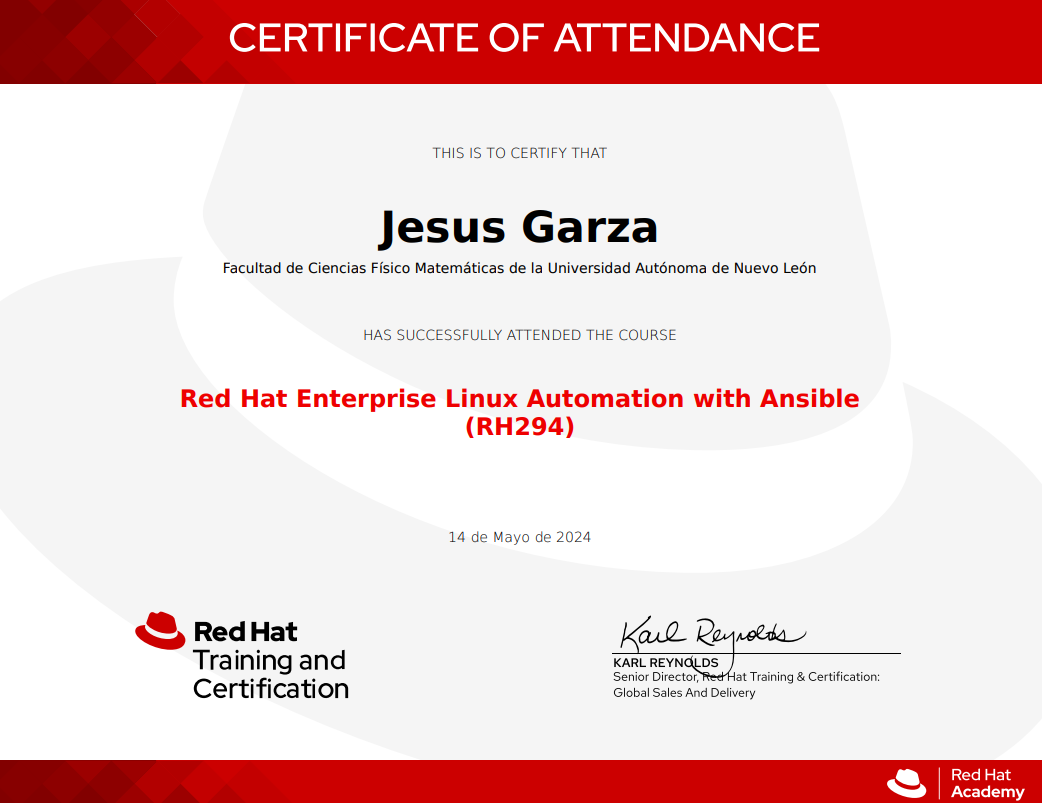 CERTIFICATE OF ATTENDANCE
THIS IS TO CERTIFY THAT
Jesus Garza
Facultad de Ciencias Físico Matemáticas de la Universidad Autónoma de Nuevo León
HAS SUCCESSFULLY ATTENDED THE COURSE
Red Hat Enterprise Linux Automation with Ansible
(RH294)
14 de Mayo de 2024
Red Hat
Training and
Certification
Karl Reynolds
KARL REYNOLDS
Senior Director, Red Hat Training & Certification:
Global Sales And Delivery
Red Hat
Academy